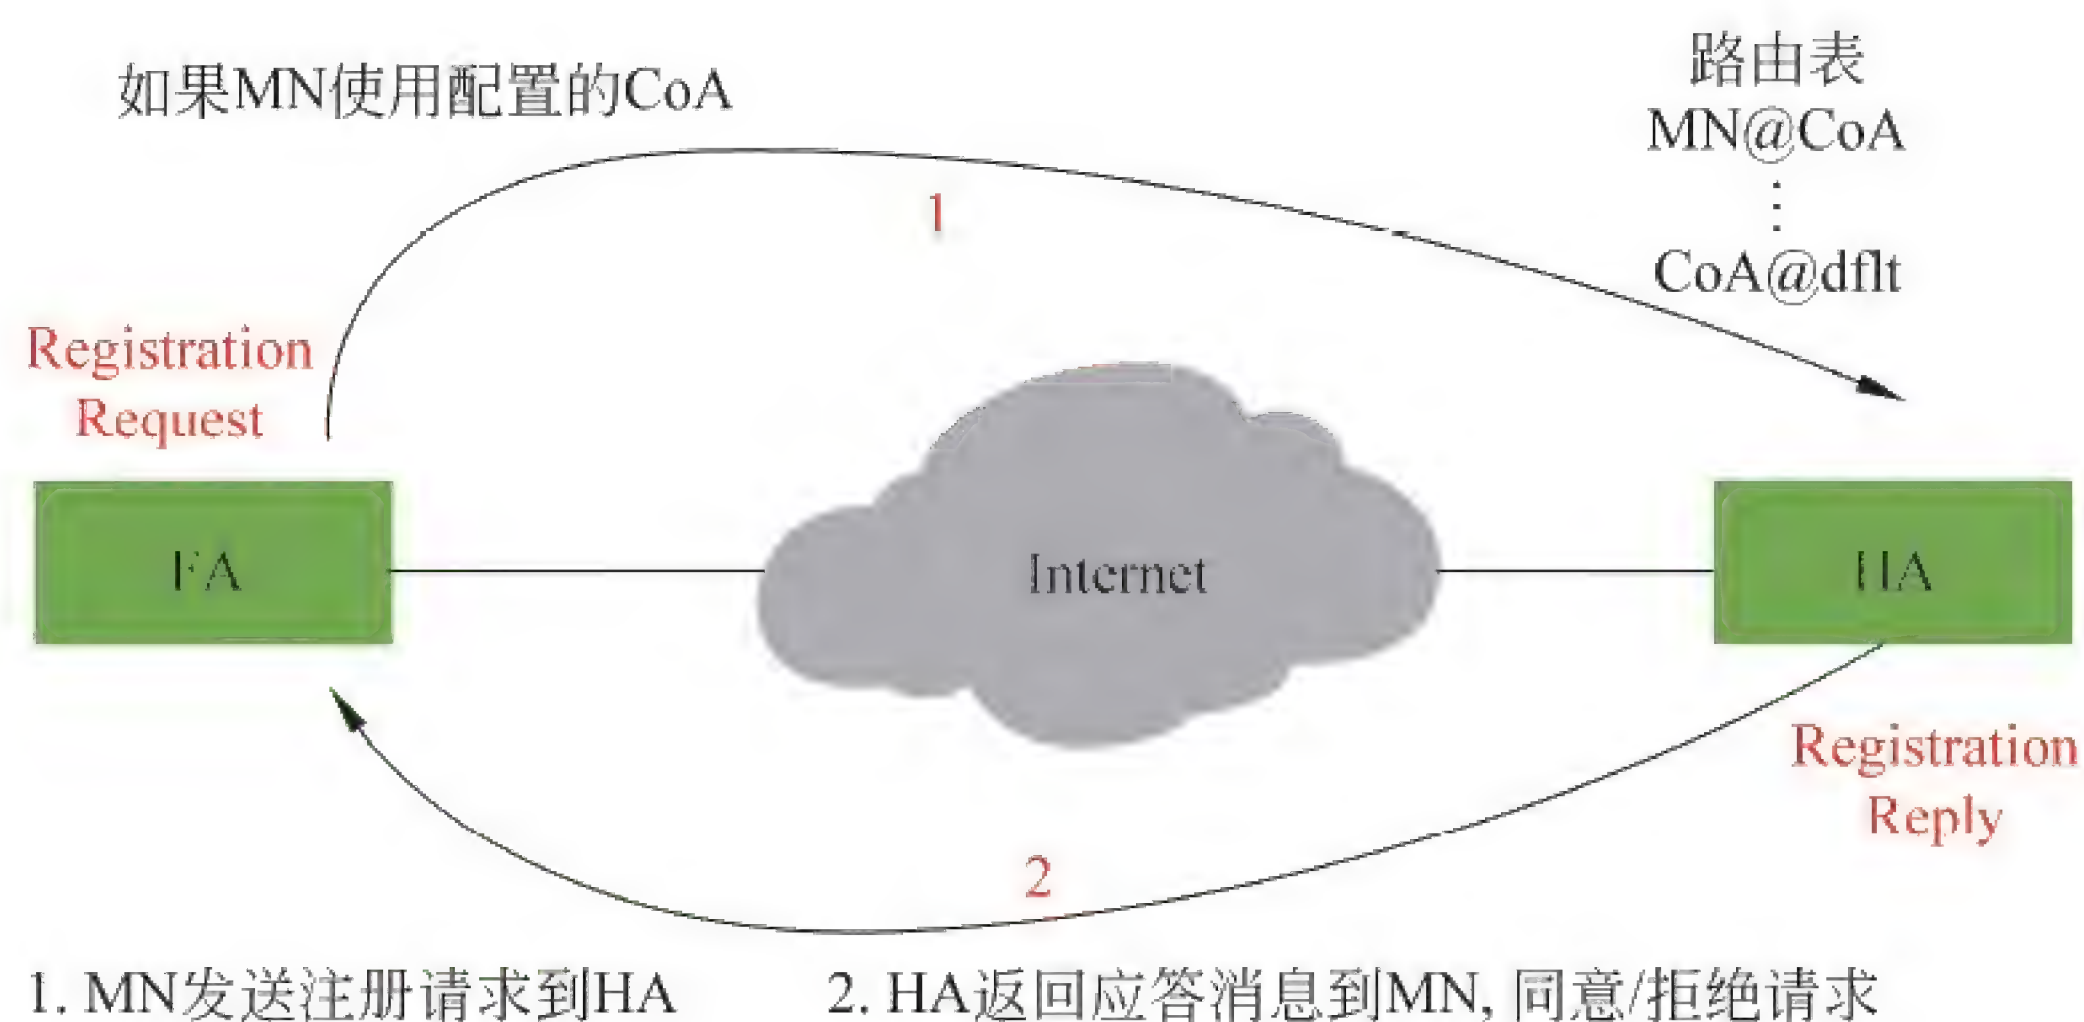 如果MN使用配置的CoA
路由表
MN@CoA
⋮
CoA@dflt
1
Registration
Request
FA
Internet
HA
Registration
Reply
2
1. MN发送注册请求到HA
2. HA返回应答消息到MN, 同意/拒绝请求